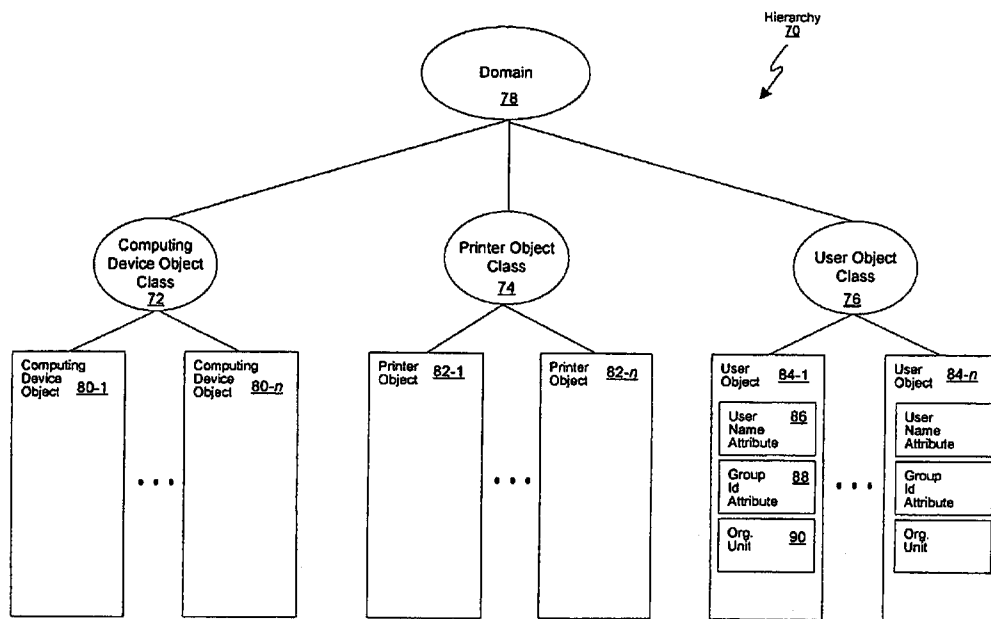 Hierarchy
70
Domain
78
Computing
Device Object
Class
72
Printer Object
Class
74
User Object
Class
76
Computing
Device
Object 80-1
Computing
Device
Object 80-n
Printer
Object 82-1
Printer
Object 82-n
User
Object 84-1
User
Name
Attribute
86
Group
Id
Attribute
88
Org.
Unit
90
User
Object 84-n
User
Name
Attribute
Group
Id
Attribute
Org.
Unit